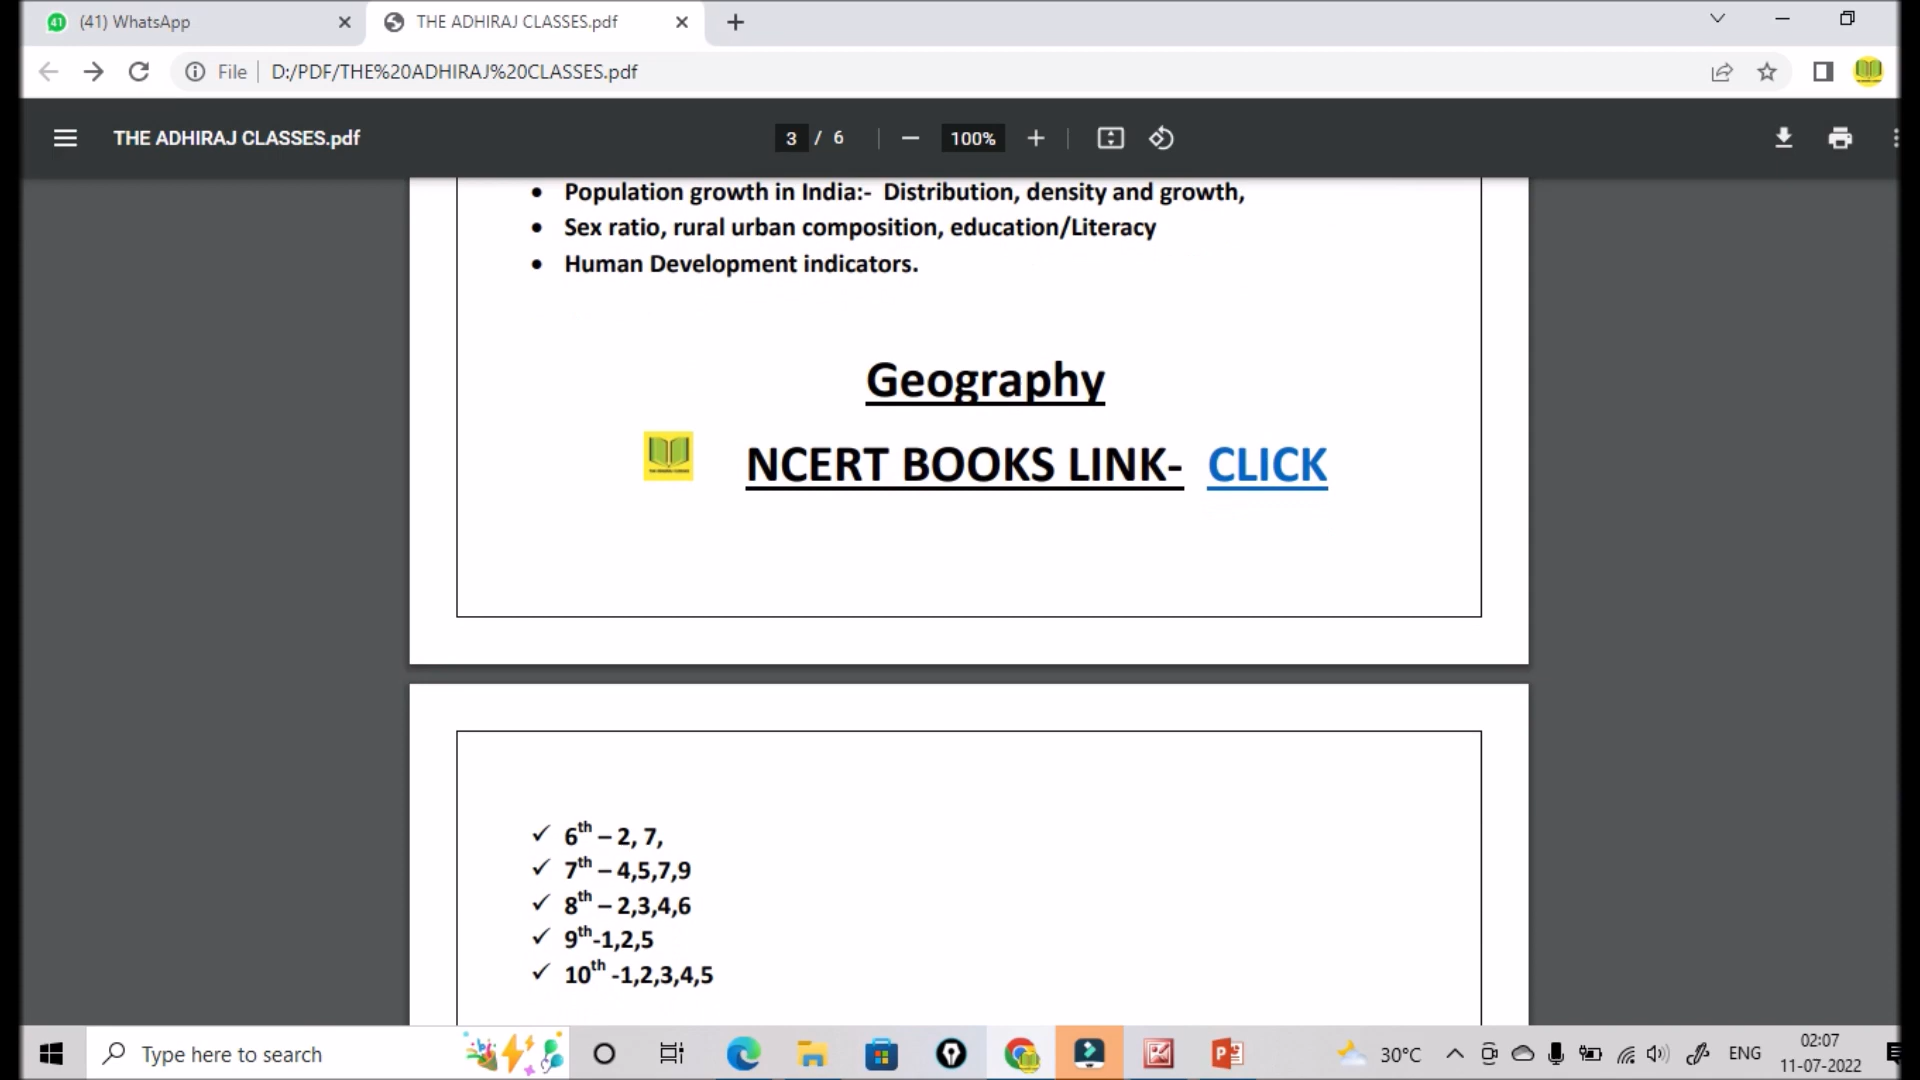 41 (41) WhatsApp THE ADHIRAJ CLASSES.pdf
File D:/PDF/THE%20ADHIRAJ%20CLASSES.pdf
THE ADHIRAJ CLASSES.pdf 3 / 6 100%
• Population growth in India:- Distribution, density and growth,
• Sex ratio, rural urban composition, education/Literacy
• Human Development indicators.
Geography
NCERT BOOKS LINK- CLICK
✓ 6th – 2, 7,
✓ 7th – 4,5,7,9
✓ 8th – 2,3,4,6
✓ 9th-1,2,5
✓ 10th -1,2,3,4,5
Type here to search 30°C ENG 02:07
11-07-2022